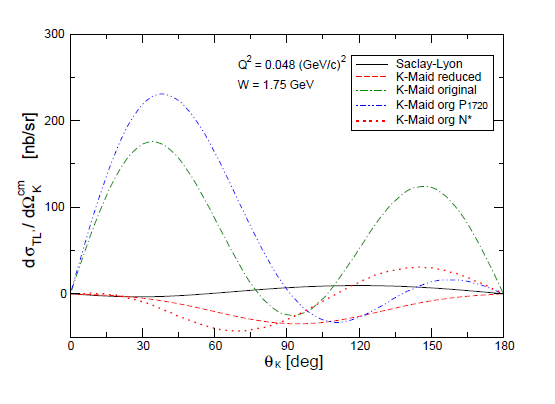 300
200
100
0
0
30
60
90
120
150
180
dσTL' / dΩKcm [nb/sr]
θK [deg]
Q2 = 0.048 (GeV/c)2
W = 1.75 GeV
Saclay-Lyon
K-Maid reduced
K-Maid original
K-Maid org P1720
K-Maid org N*